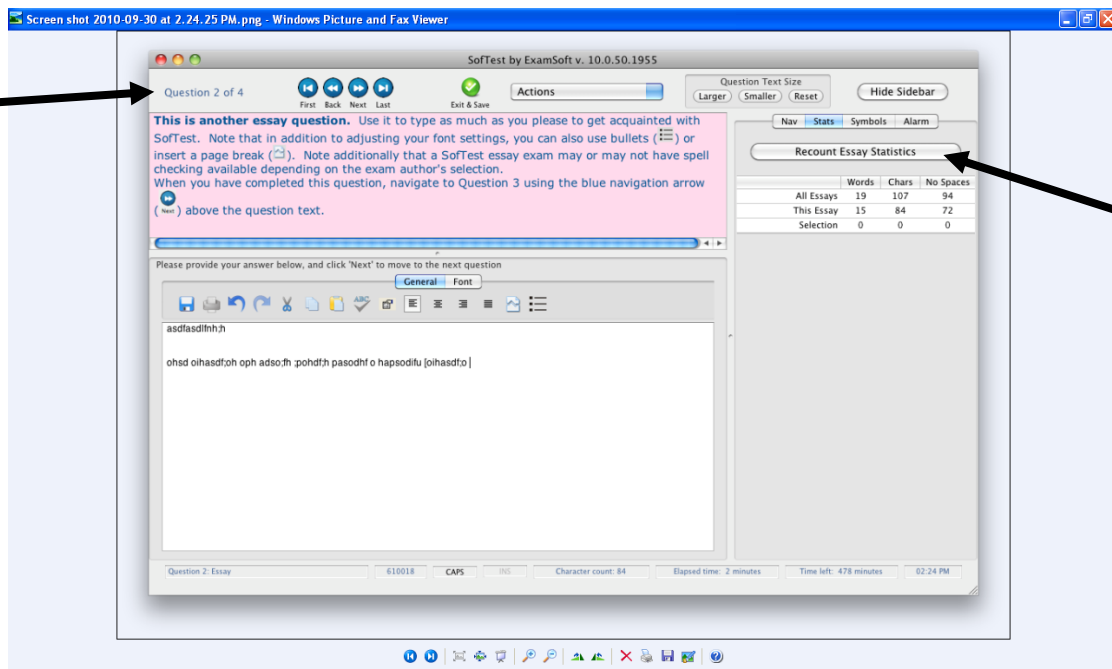 Screen shot 2010-09-30 at 2.24.25 PM.png - Windows Picture and Fax Viewer
SofTest by ExamSoft v. 10.0.50.1955
Question 2 of 4
First Back Next Last
Exit & Save
Actions
Question Text Size
Larger Smaller Reset
Hide Sidebar
This is another essay question. Use it to type as much as you please to get acquainted with
SofTest. Note that in addition to adjusting your font settings, you can also use bullets ( ) or
insert a page break ( ). Note additionally that a SofTest essay exam may or may not have spell
checking available depending on the exam author's selection.
When you have completed this question, navigate to Question 3 using the blue navigation arrow
( Next ) above the question text.
Nav Stats Symbols Alarm
Recount Essay Statistics
Words Chars No Spaces
All Essays 19 107 94
This Essay 15 84 72
Selection 0 0 0
Please provide your answer below, and click 'Next' to move to the next question
General Font
ABC
asdfasdlfnh;h
ohsd oihasdf;oh oph adso;fh ;pohdf;h pasodhf o hapsodifu [oihasdf;o
Question 2: Essay 610018 CAPS INS Character count: 84 Elapsed time: 2 minutes Time left: 478 minutes 02:24 PM